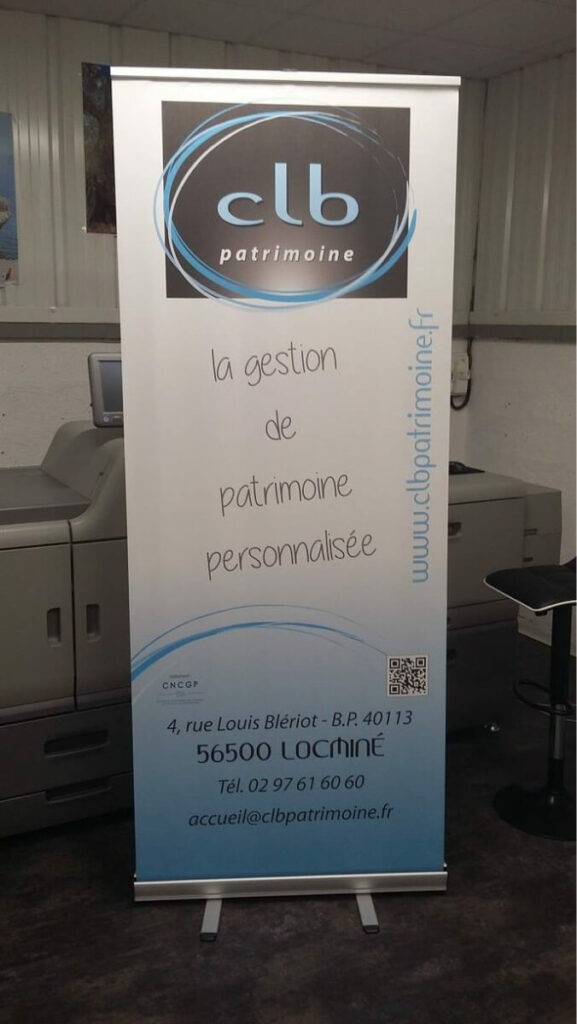 clb
patrimoine
la gestion
de
patrimoine
personnalisée
www.clbpatrimoine.fr
CNCGP
4, rue Louis Blériot - B.P. 40113
56500 LOCMINÉ
Tél. 02 97 61 60 60
accueil@clbpatrimoine.fr